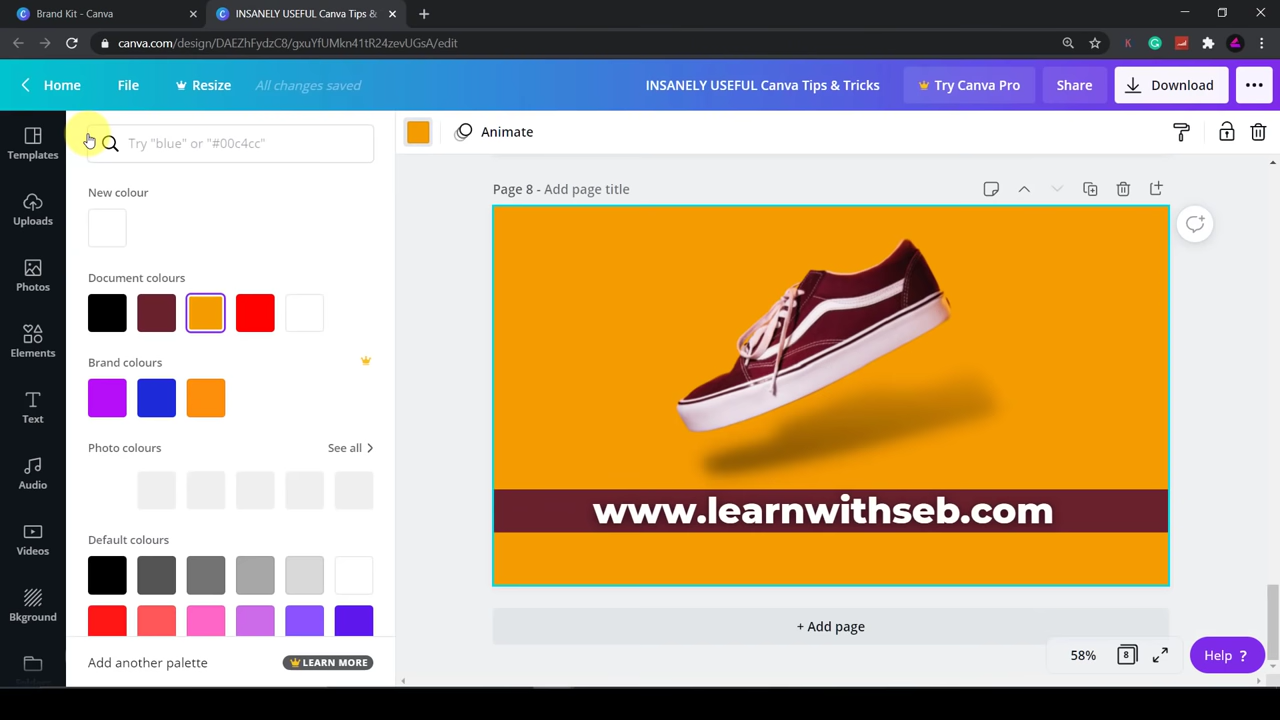 Brand Kit - Canva
INSANELY USEFUL Canva Tips &
canva.com/design/DAEZhFydzC8/gxuYfUMkn41tR24zevUGsA/edit
Home
File
Resize
All changes saved
INSANELY USEFUL Canva Tips & Tricks
Try Canva Pro
Share
Download
Templates
Uploads
Photos
Elements
Text
Audio
Videos
Bkground
Folders
Try "blue" or "#00c4cc"
New colour
Document colours
Brand colours
Photo colours
See all
Default colours
Add another palette
LEARN MORE
Animate
Page 8 - Add page title
www.learnwithseb.com
+ Add page
58%
8
Help ?